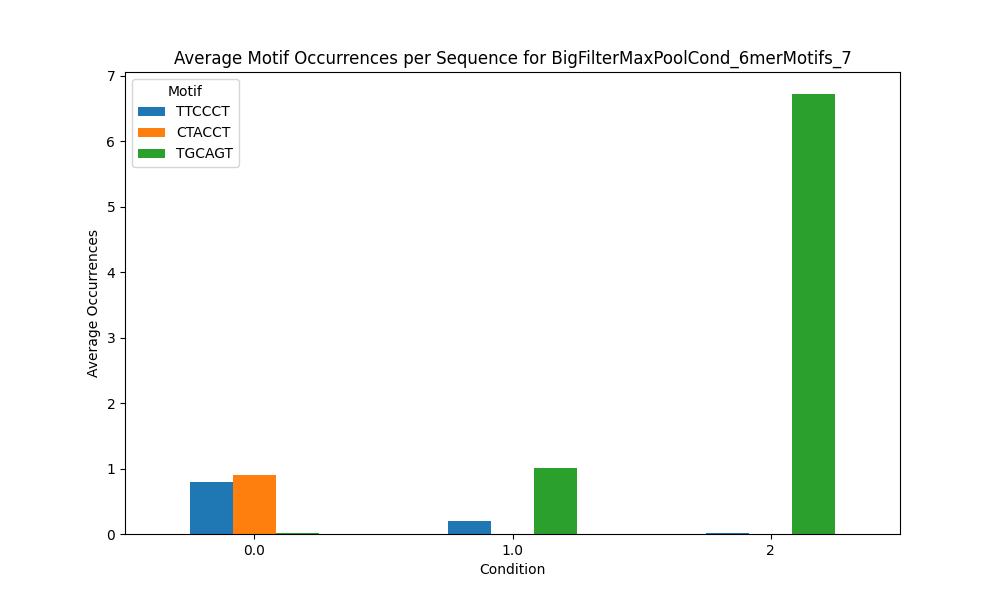 Average Motif Occurrences per Sequence for BigFilterMaxPoolCond_6merMotifs_7
Motif
TTCCCT
CTACCT
TGCAGT
Average Occurrences
7
6
5
4
3
2
1
0
0.0 1.0 2
Condition